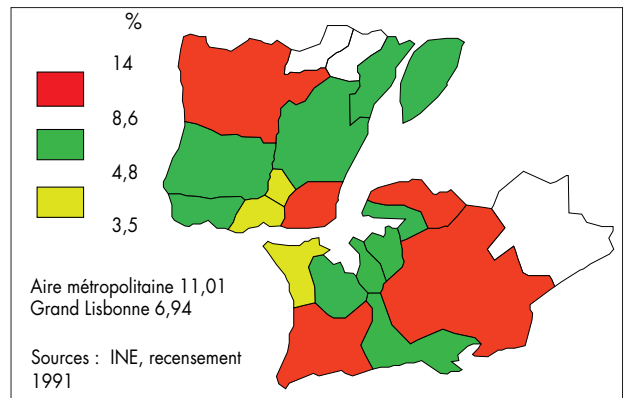 %
14
8,6
4,8
3,5
Aire métropolitaine 11,01
Grand Lisbonne 6,94
Sources : INE, recensement
1991